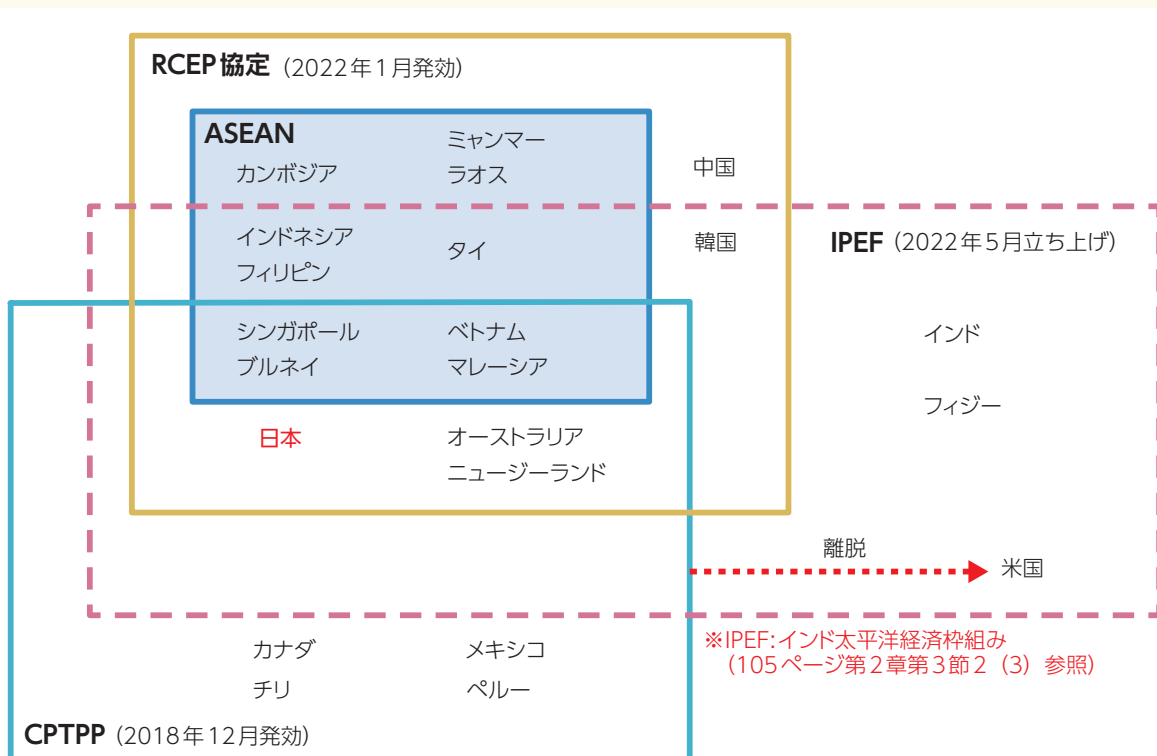 RCEP協定（2022年1月発効）
ASEAN
ミャンマー
カンボジア
ラオス
中国
インドネシア
フィリピン
タイ
韓国
IPEF（2022年5月立ち上げ）
シンガポール
ブルネイ
ベトナム
マレーシア
インド
フィジー
日本
オーストラリア
ニュージーランド
離脱
米国
※IPEF：インド太平洋経済枠組み
（105ページ第2章第3節2（3）参照）
カナダ
メキシコ
チリ
ペルー
CPTPP（2018年12月発効）